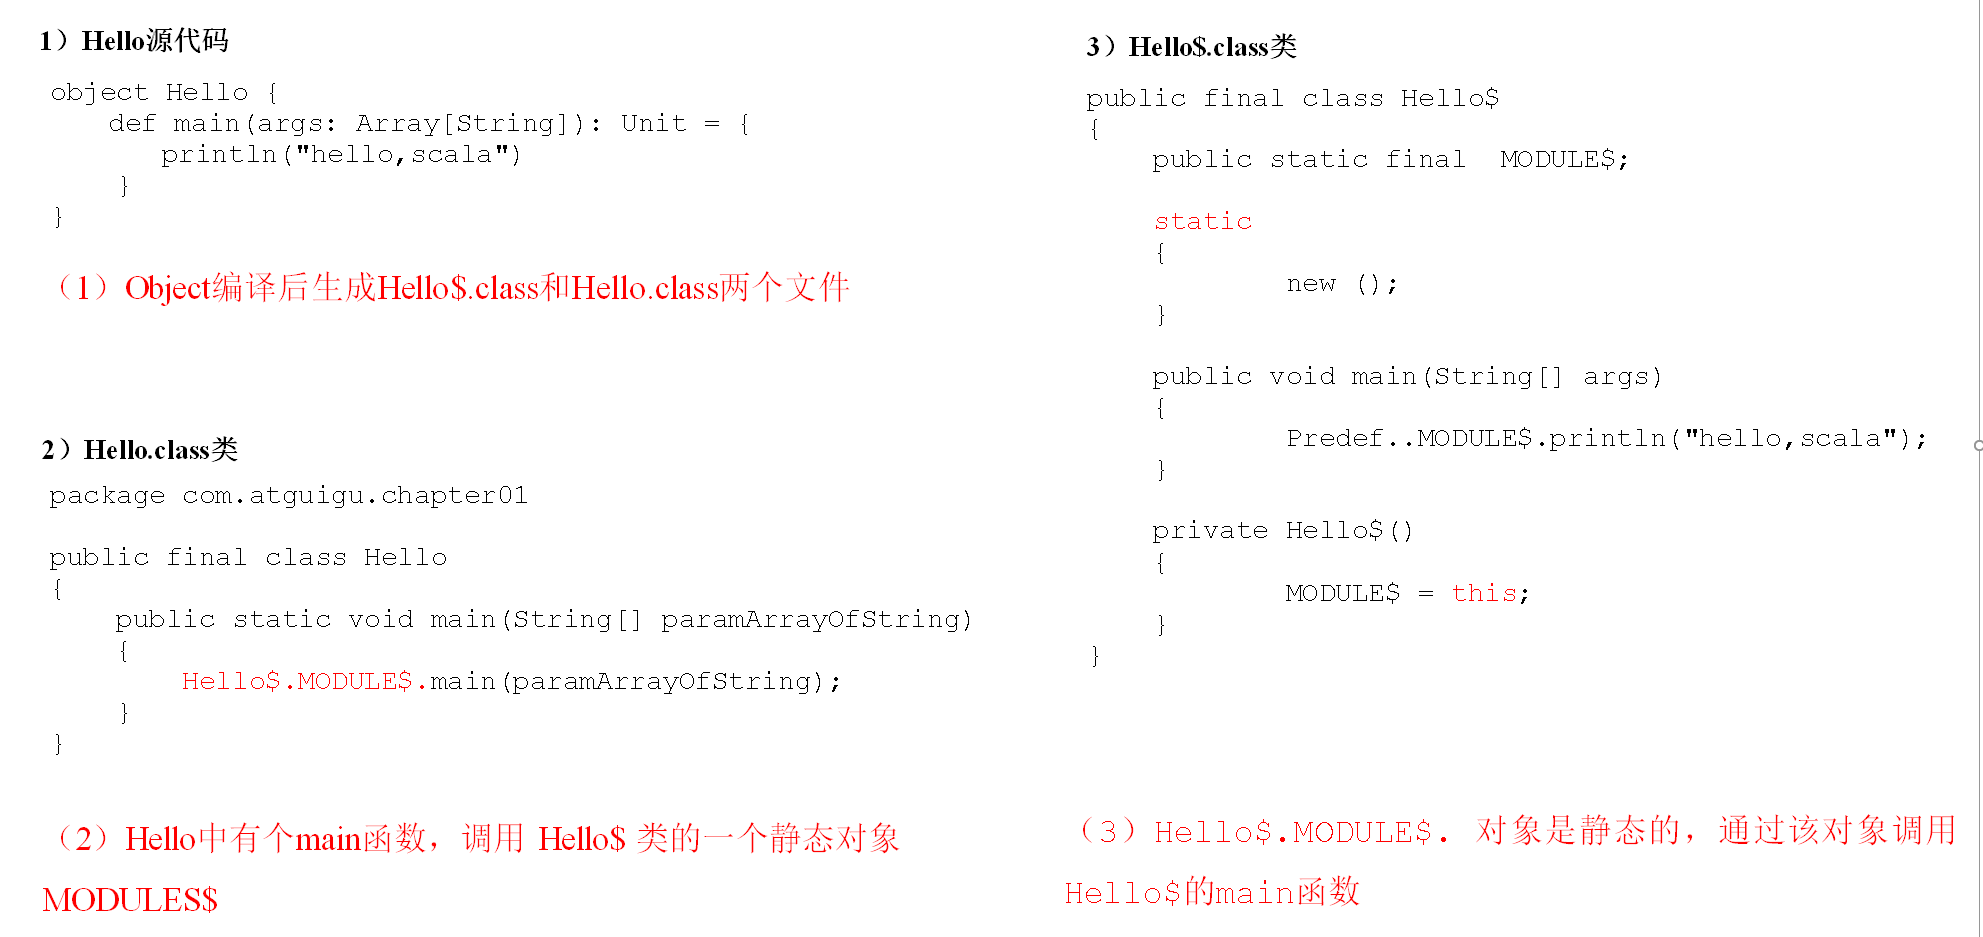 1）Hello源代码
object Hello {
def main(args: Array[String]): Unit = {
println("hello,scala")
}
}
（1）Object编译后生成Hello$.class和Hello.class两个文件
2）Hello.class类
package com.atguigu.chapter01
public final class Hello
{
public static void main(String[] paramArrayOfString)
{
Hello$.MODULE$.main(paramArrayOfString);
}
}
（2）Hello中有个main函数，调用 Hello$ 类的一个静态对象
MODULES$
3）Hello$.class类
public final class Hello$
{
public static final  MODULE$;
static
{
new ();
}
public void main(String[] args)
{
Predef..MODULE$.println("hello,scala");
}
private Hello$()
{
MODULE$ = this;
}
}
（3）Hello$.MODULE$. 对象是静态的，通过该对象调用
Hello$的main函数